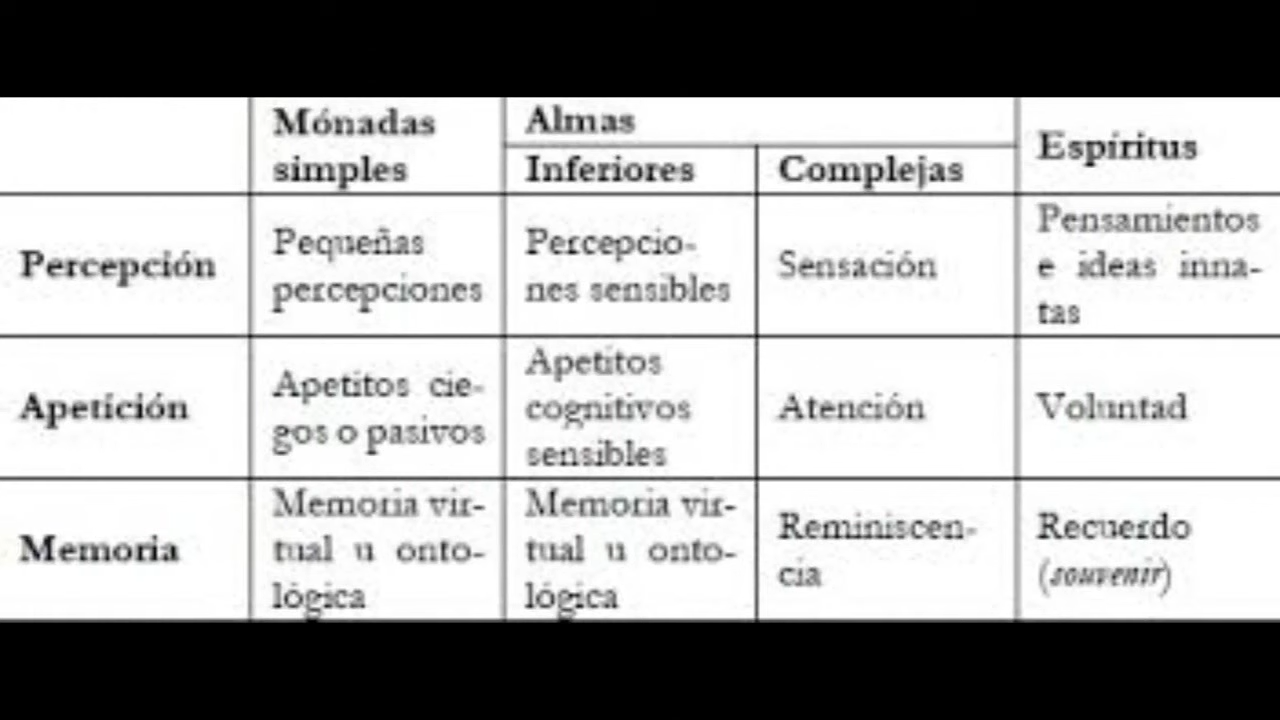 Mónadas simples
Almas
Inferiores
Complejas
Espíritus
Percepción
Pequeñas
percepciones
Percepcio-
nes sensibles
Sensación
Pensamientos
e ideas inna-
tas
Apetición
Apetitos cie-
gos o pasivos
Apetitos
cognitivos
sensibles
Atención
Voluntad
Memoria
Memoria vir-
tual u onto-
lógica
Memoria vir-
tual u onto-
lógica
Reminiscen-
cia
Recuerdo
(souvenir)